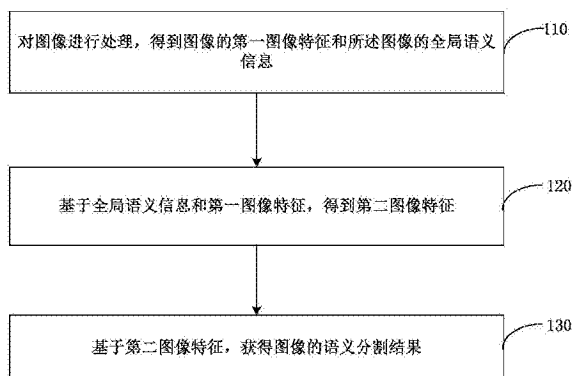 对图像进行处理，得到图像的第一图像特征和所述图像的全局语义
信息
110
基于全局语义信息和第一图像特征，得到第二图像特征
120
基于第二图像特征，获得图像的语义分割结果
130